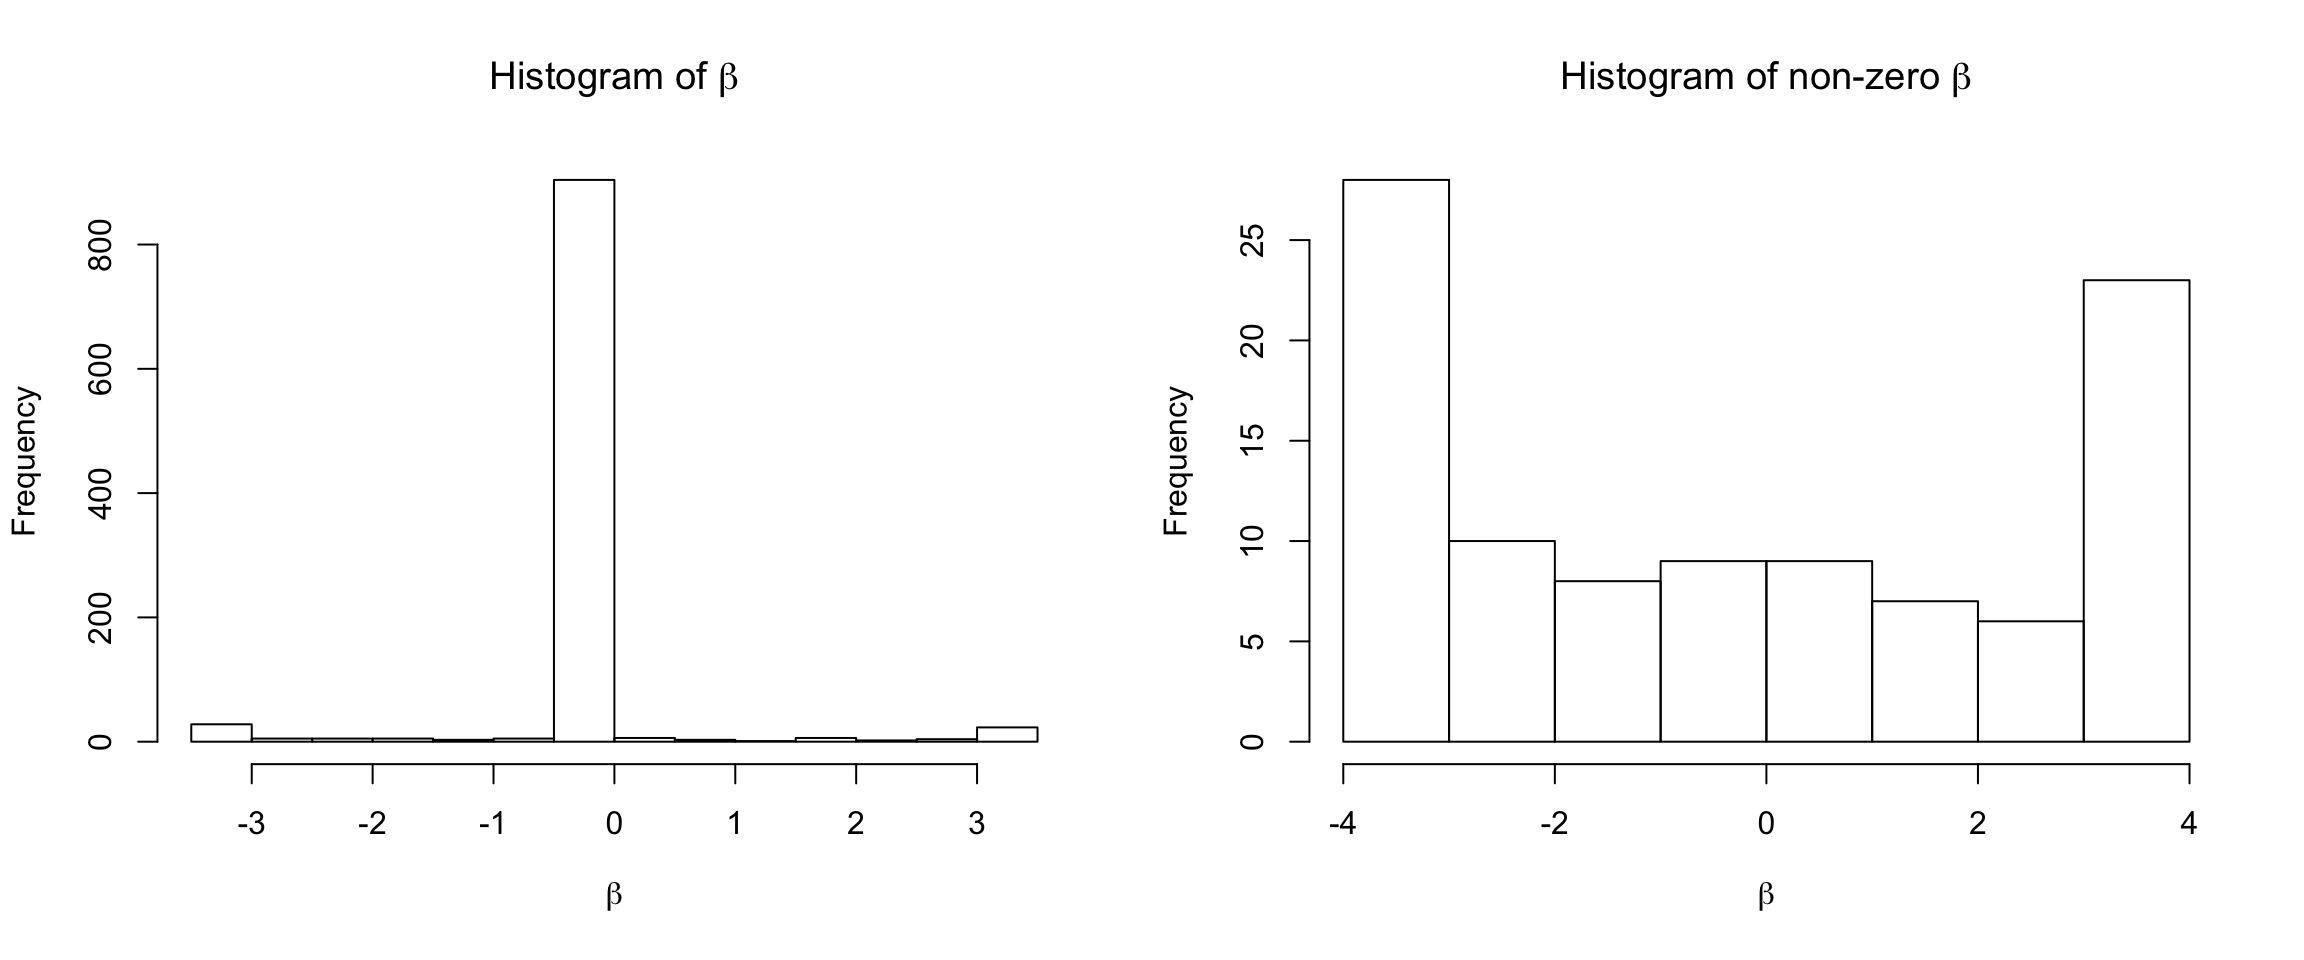 Histogram of β
Frequency
0 200 400 600 800
-3 -2 -1 0 1 2 3
β
Histogram of non-zero β
Frequency
0 5 10 15 20 25
-4 -2 0 2 4
β